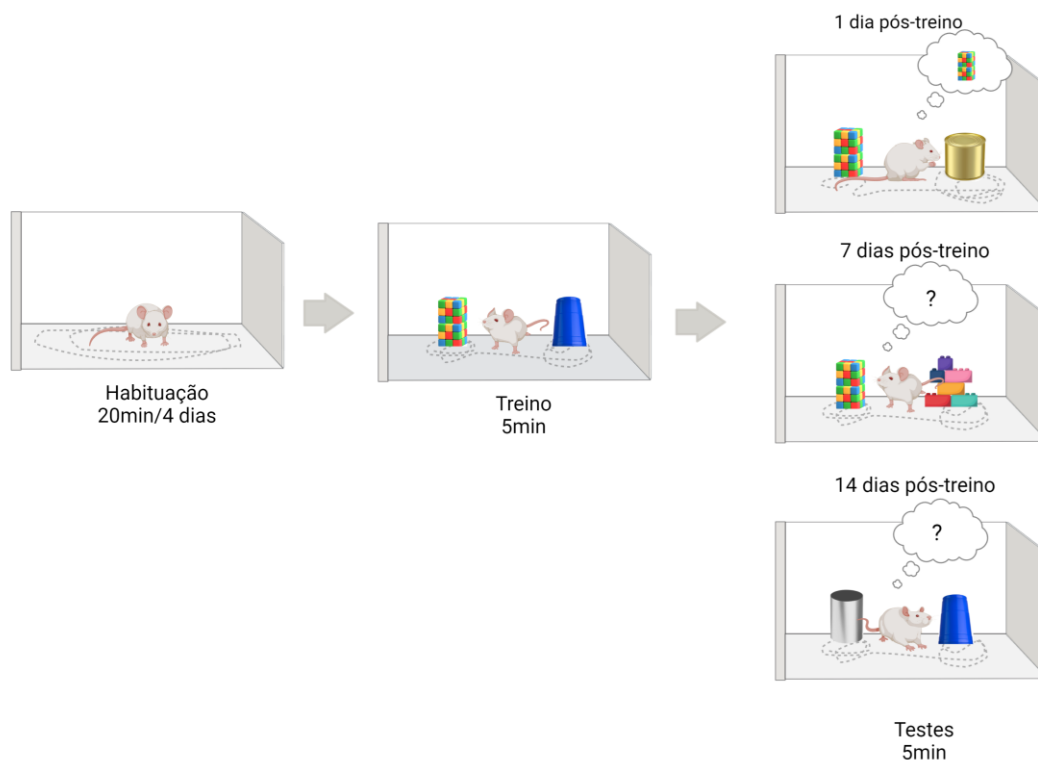 Habituação
20min/4 dias
Treino
5min
1 dia pós-treino
7 dias pós-treino
?
14 dias pós-treino
?
Testes
5min